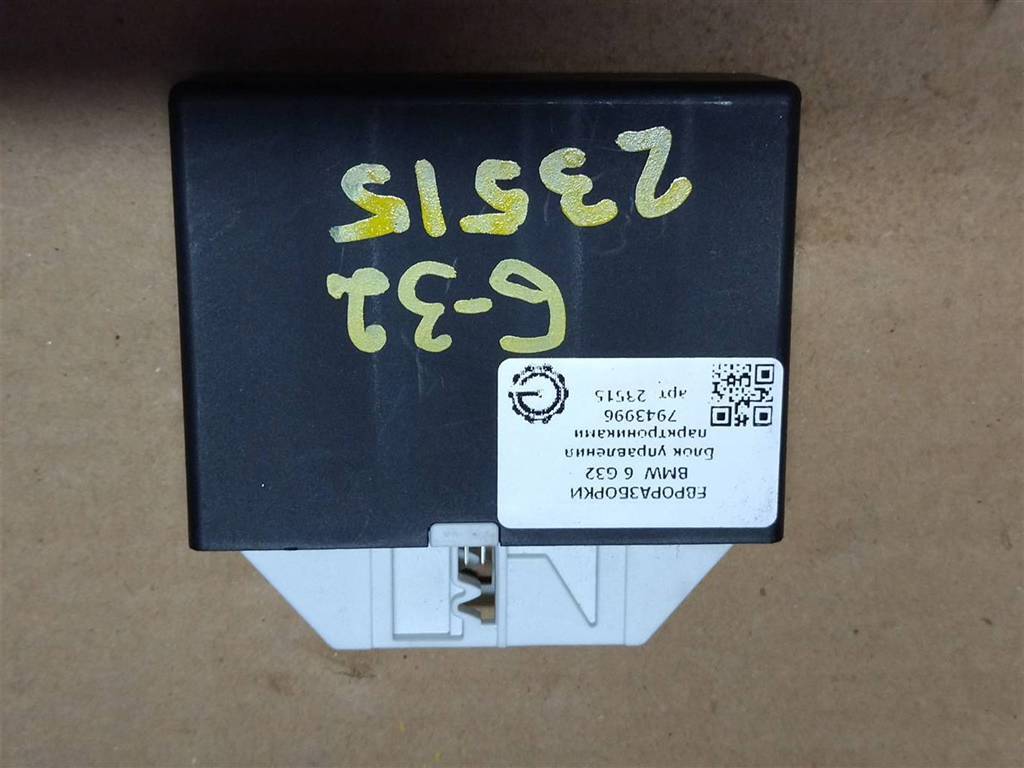 ЕВРОРАЗБОРКИ
BMW 6 G32
Блок управления
парктрониками
7943996
арт 23515
G-32
23515